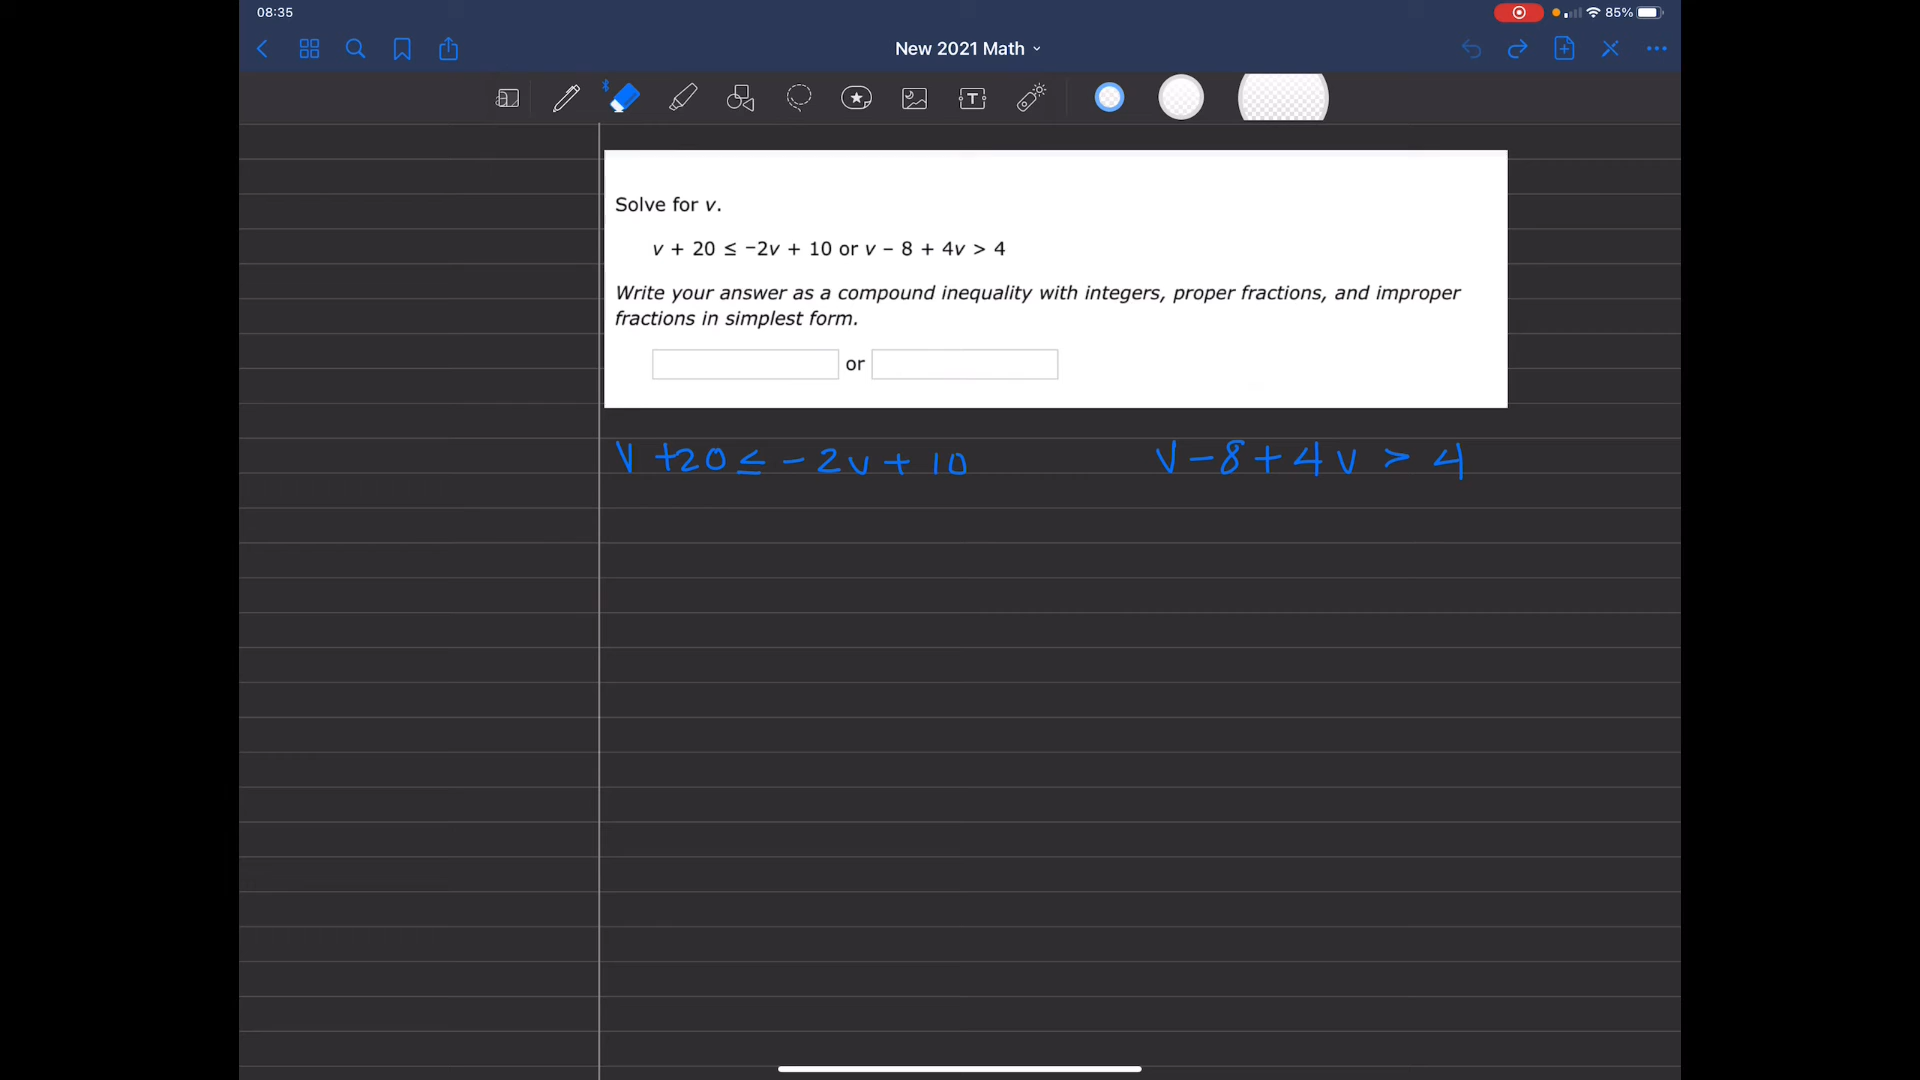 08:35
85%
New 2021 Math
Solve for v.
v + 20 ≤ −2v + 10 or v − 8 + 4v > 4
Write your answer as a compound inequality with integers, proper fractions, and improper
fractions in simplest form.
or
V + 20 ≤ - 2v + 10
V - 8 + 4v > 4